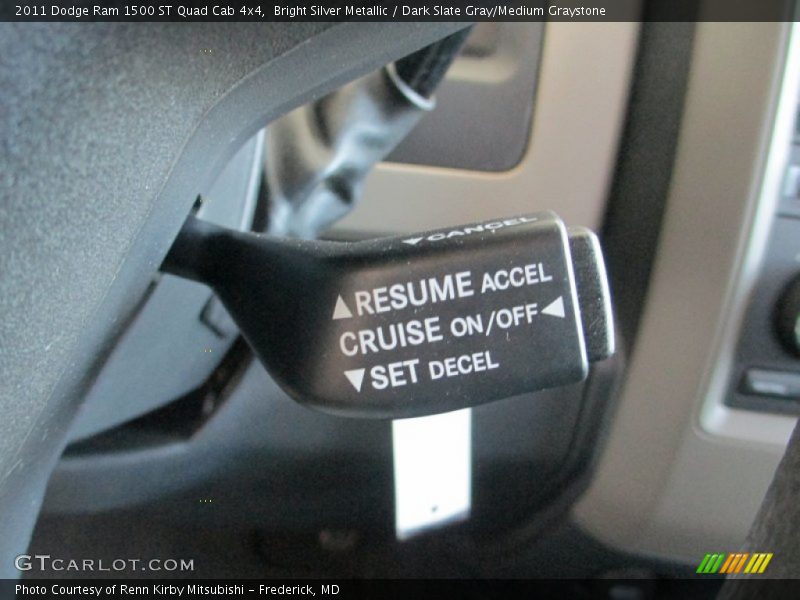 2011 Dodge Ram 1500 ST Quad Cab 4x4, Bright Silver Metallic / Dark Slate Gray/Medium Graystone
▼CANCEL
▲RESUME ACCEL
CRUISE ON/OFF◀
▼SET DECEL
GTCARLOT.COM
Photo Courtesy of Renn Kirby Mitsubishi – Frederick, MD